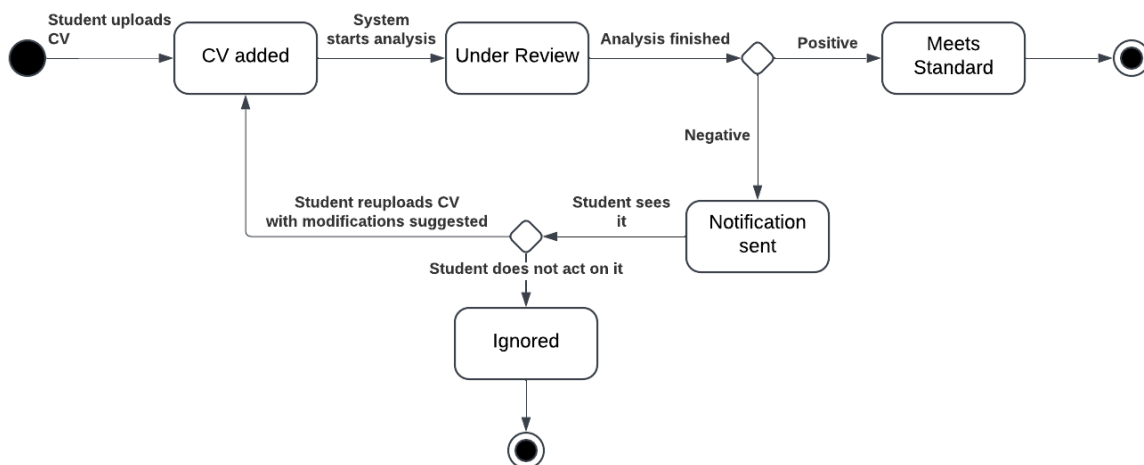 Student uploads
CV
CV added
System
starts analysis
Under Review
Analysis finished
Positive
Meets
Standard
Negative
Notification
sent
Student sees
it
Student reuploads CV
with modifications suggested
Student does not act on it
Ignored